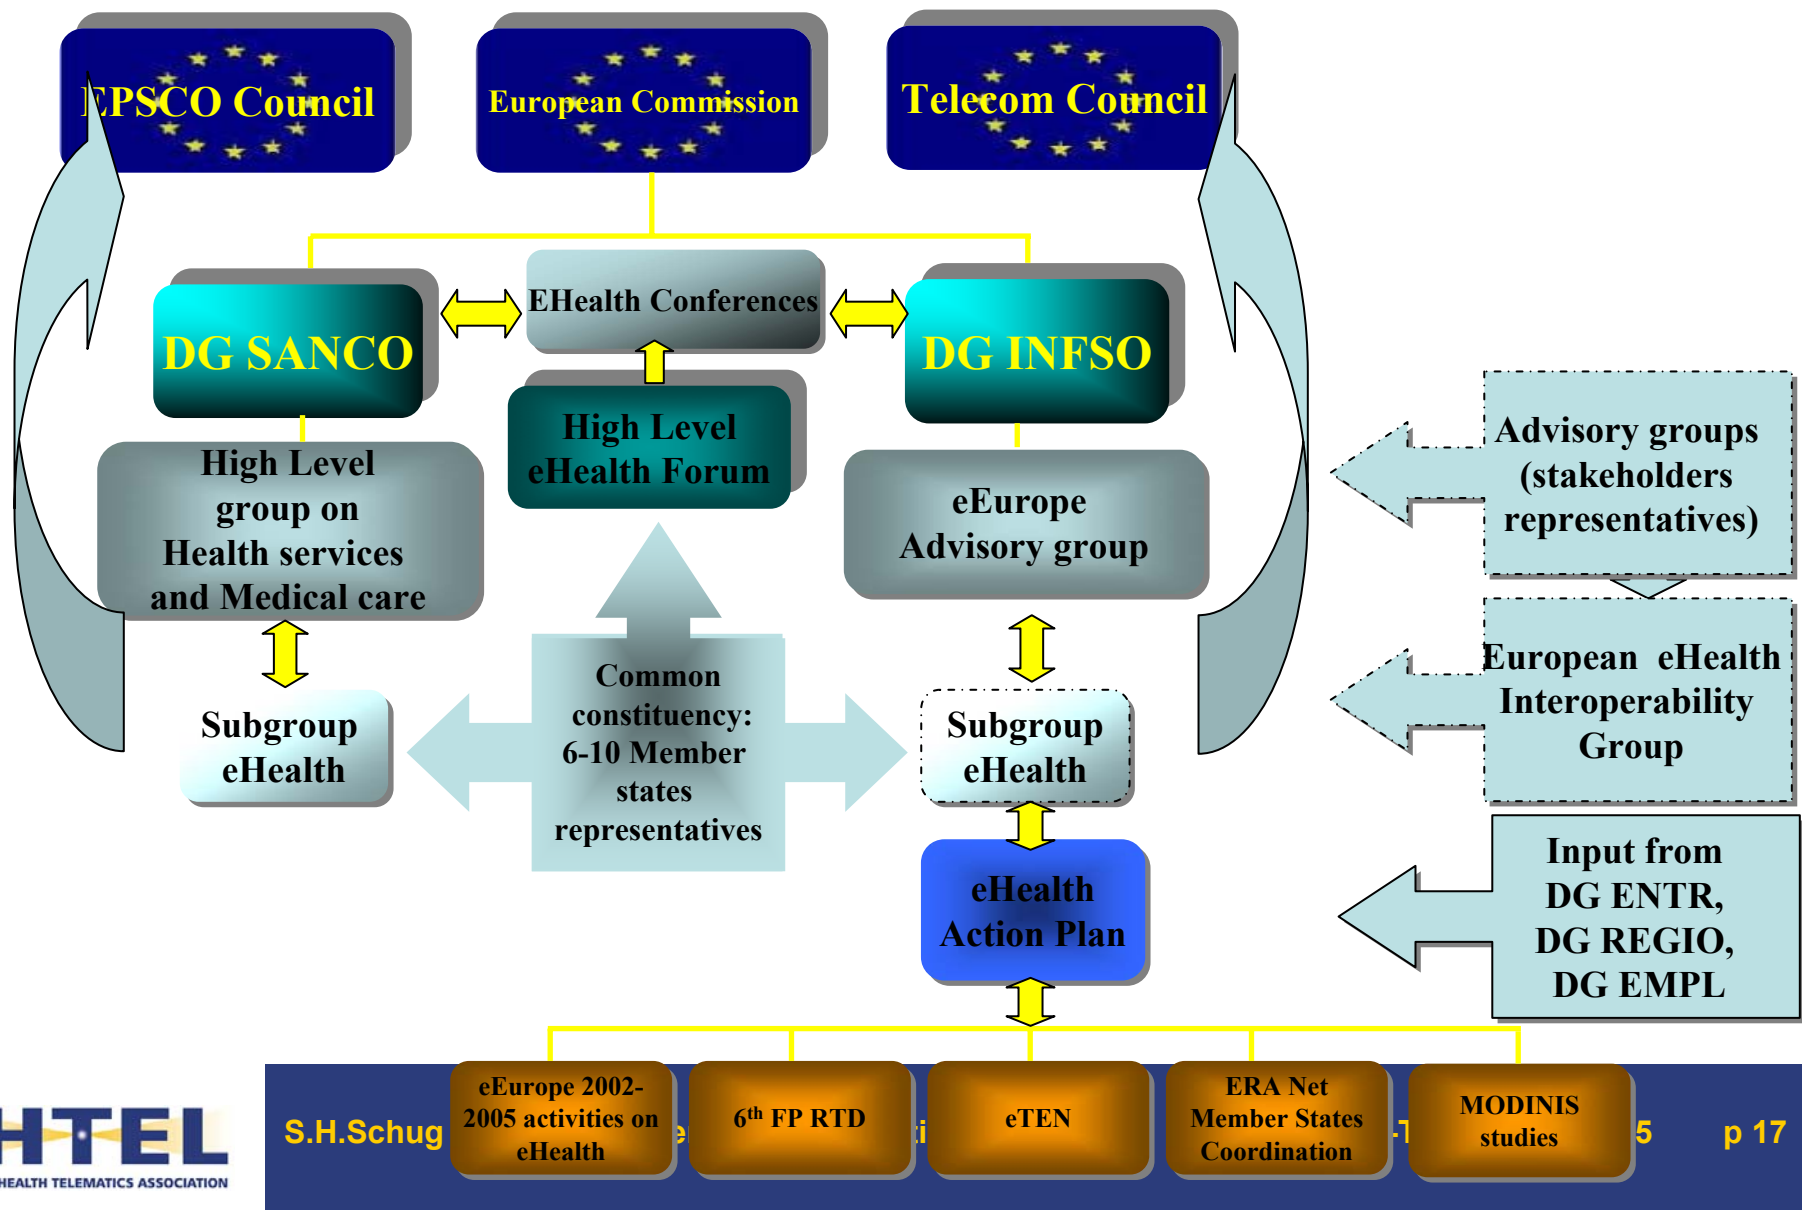 EPSCO Council
European Commission
Telecom Council
EHealth Conferences
DG SANCO
DG INFSO
High Level
eHealth Forum
High Level
group on
Health services
and Medical care
eEurope
Advisory group
Advisory groups
(stakeholders
representatives)
Common
constituency:
6-10 Member
states
representatives
Subgroup
eHealth
Subgroup
eHealth
European eHealth
Interoperability
Group
eHealth
Action Plan
Input from
DG ENTR,
DG REGIO,
DG EMPL
eEurope 2002-
2005 activities on
eHealth
6th FP RTD
eTEN
ERA Net
Member States
Coordination
MODINIS
studies
HTEL
HEALTH TELEMATICS ASSOCIATION
S.H.Schug
5 p 17